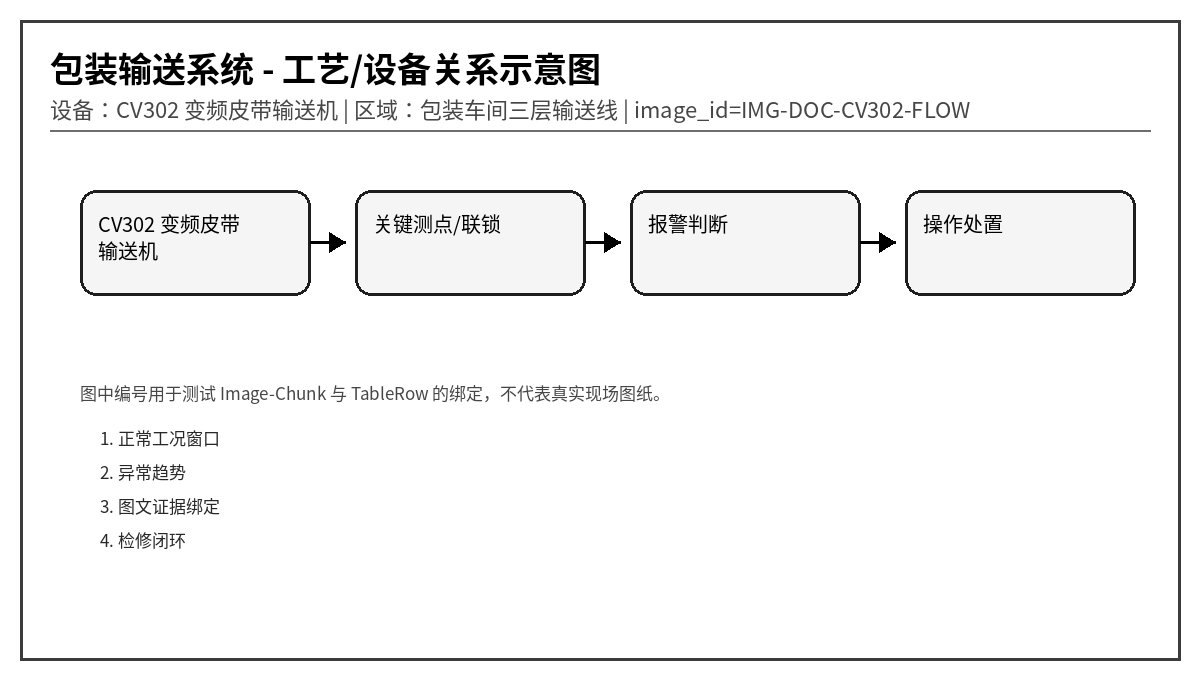 包装输送系统 - 工艺/设备关系示意图
设备：CV302 变频皮带输送机 | 区域：包装车间三层输送线 | image_id=IMG-DOC-CV302-FLOW
CV302 变频皮带
输送机
关键测点/联锁
报警判断
操作处置
图中编号用于测试 Image-Chunk 与 TableRow 的绑定，不代表真实现场图纸。
1. 正常工况窗口
2. 异常趋势
3. 图文证据绑定
4. 检修闭环